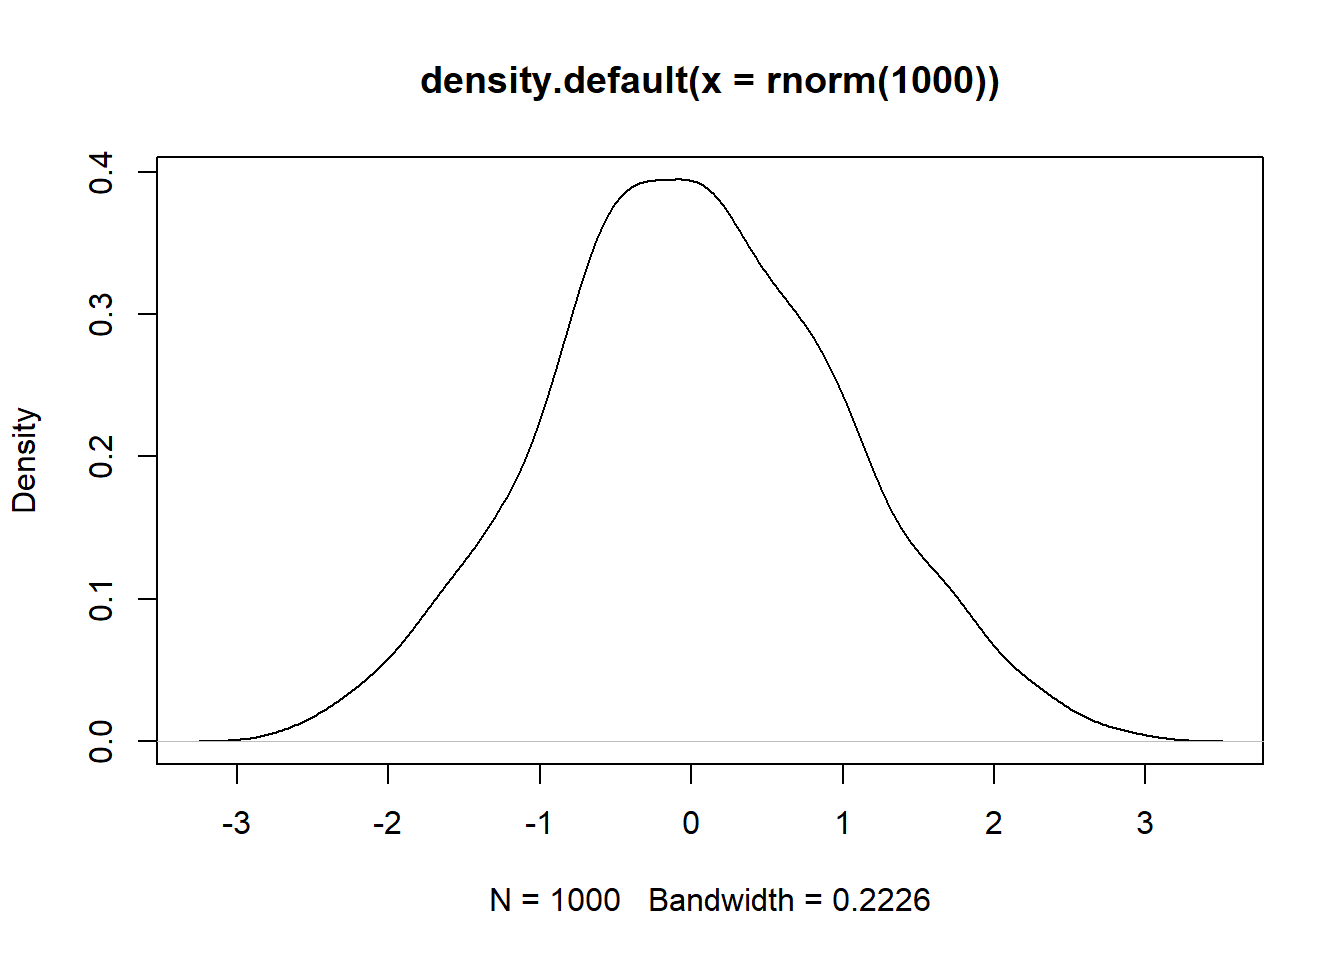 density.default(x = rnorm(1000))
0.4
0.3
0.2
0.1
0.0
Density
-3 -2 -1 0 1 2 3
N = 1000 Bandwidth = 0.2226